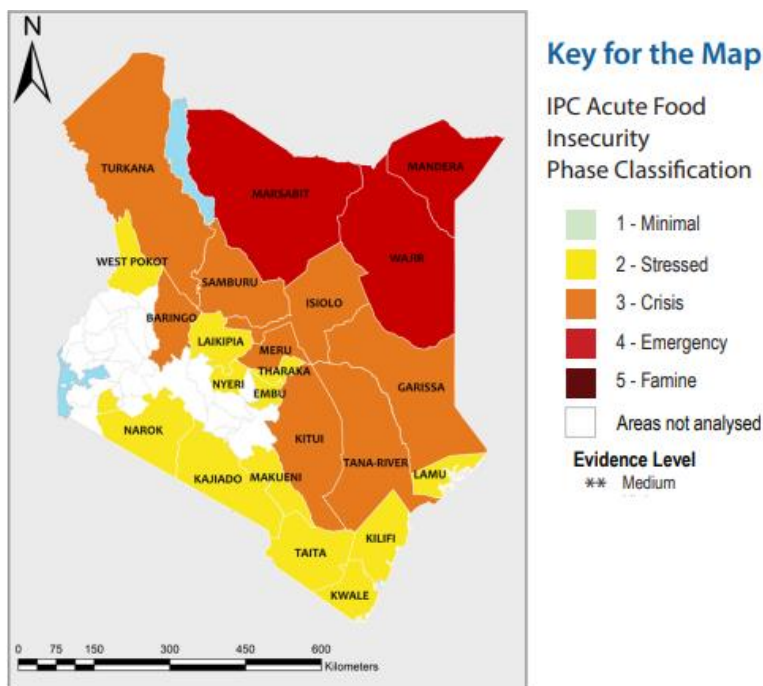 N
TURKANA
MARSABIT
MANDERA
WAJIR
WEST POKOT
SAMBURU
ISIOLO
BARINGO
LAIKIPIA
MERU
THARAKA
NYERI
EMBU
GARISSA
NAROK
KITUI
TANA-RIVER
LAMU
KAJIADO
MAKUENI
TAITA
KILIFI
KWALE
0 75 150 300 450 600
Kilometers
Key for the Map
IPC Acute Food
Insecurity
Phase Classification
1 - Minimal
2 - Stressed
3 - Crisis
4 - Emergency
5 - Famine
Areas not analysed
Evidence Level
** Medium